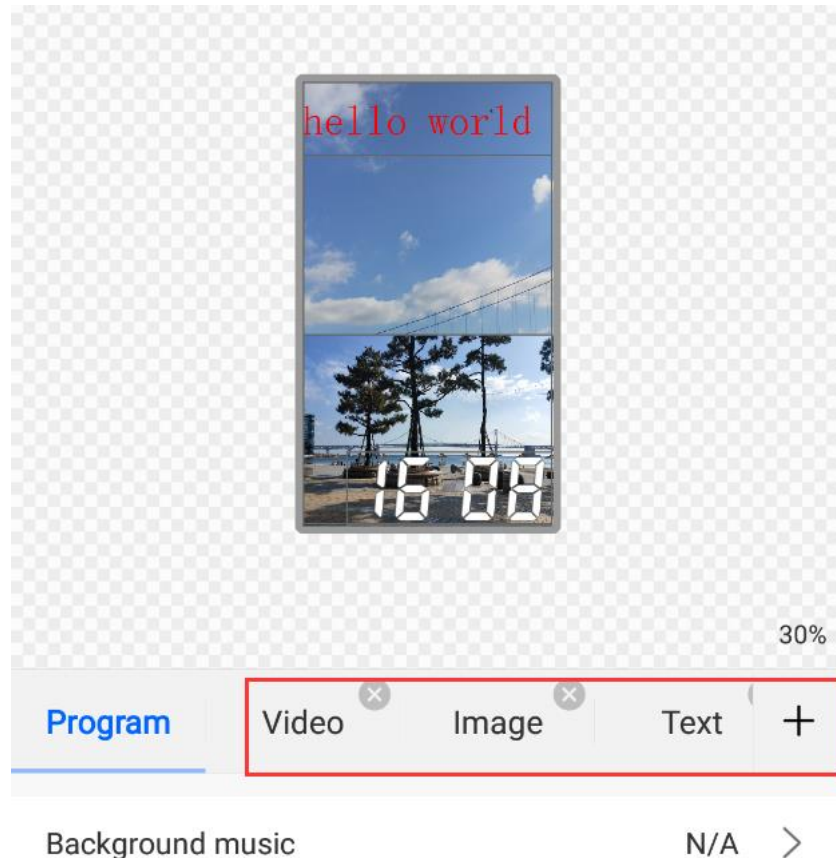 hello world
16 08
30%
Program Video Image Text +
Background music N/A >